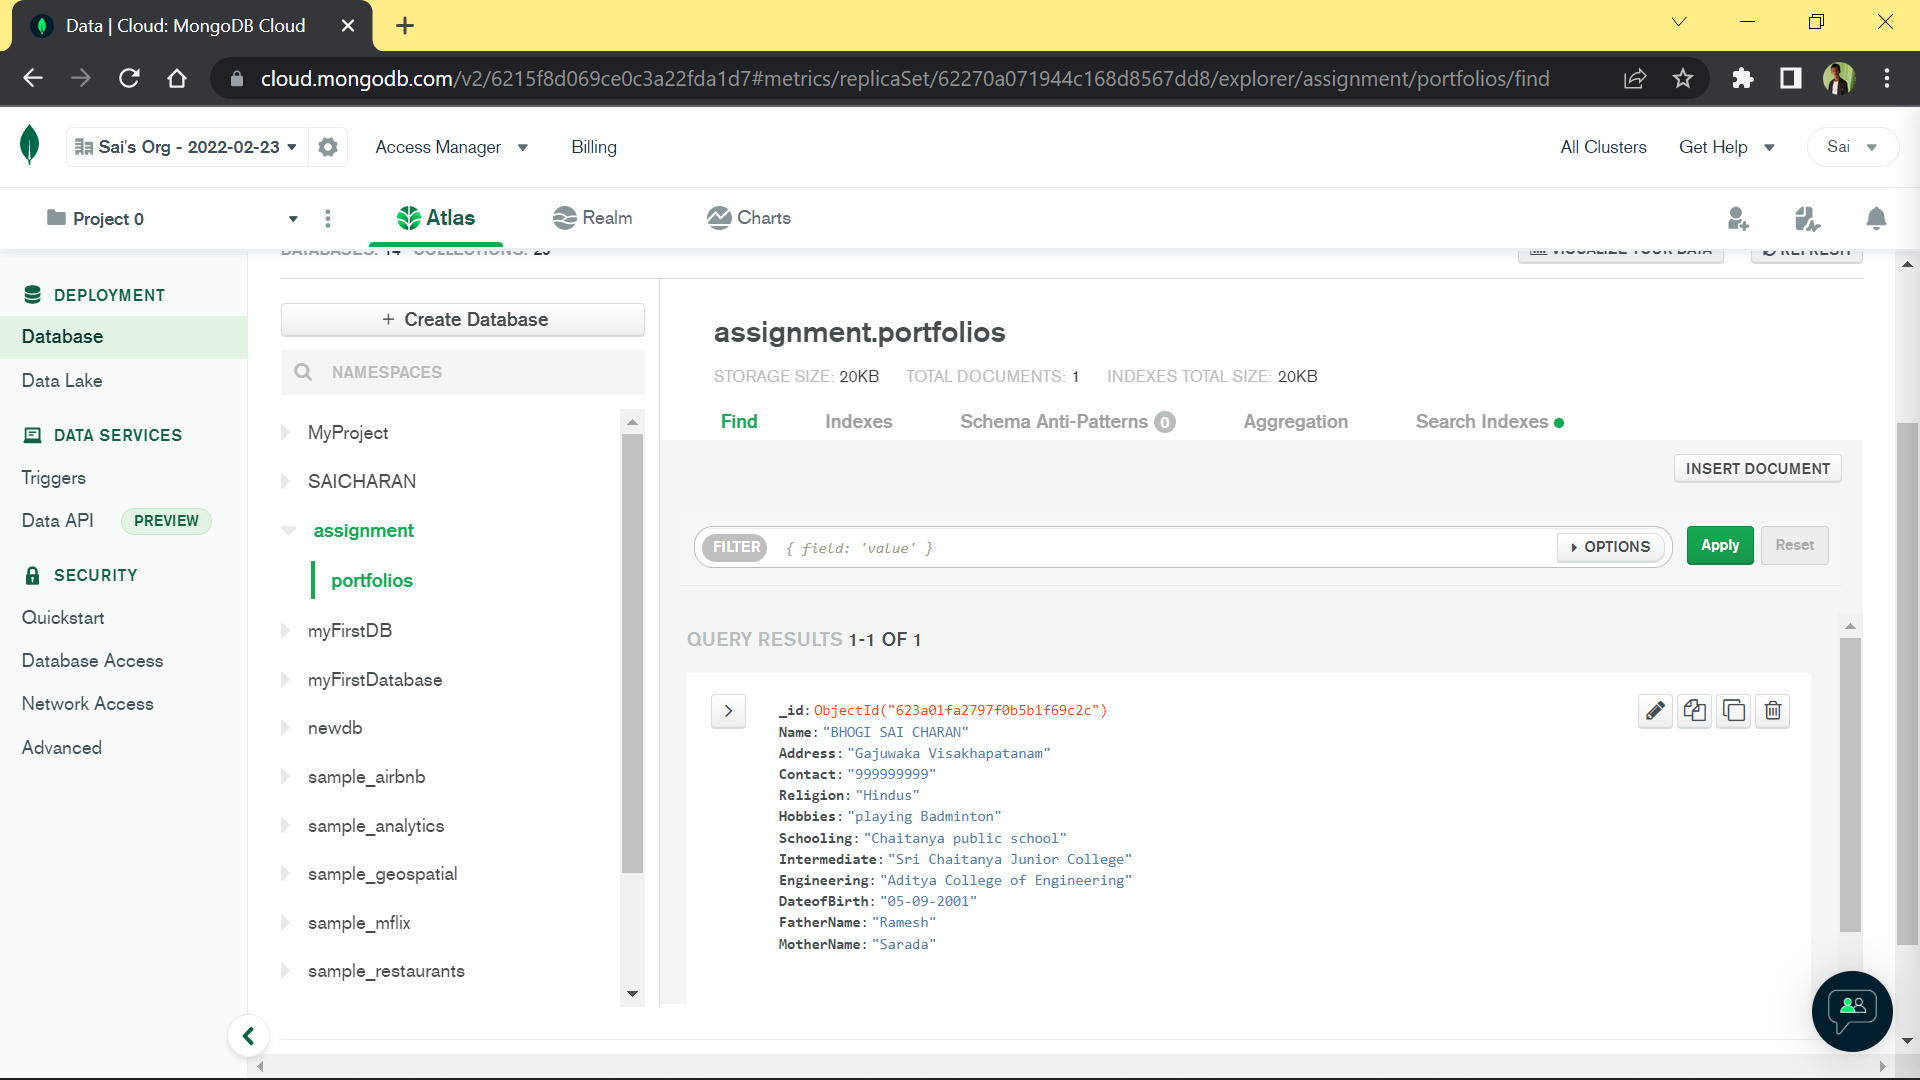 Data | Cloud: MongoDB Cloud
cloud.mongodb.com/v2/6215f8d069ce0c3a22fda1d7#metrics/replicaSet/62270a071944c168d8567dd8/explorer/assignment/portfolios/find
Sai's Org - 2022-02-23
Access Manager
Billing
All Clusters
Get Help
Sai
Project 0
Atlas
Realm
Charts
DATABASES: 14 COLLECTIONS: 29
VISUALIZE YOUR DATA
REFRESH
DEPLOYMENT
Database
Data Lake
DATA SERVICES
Triggers
Data API PREVIEW
SECURITY
Quickstart
Database Access
Network Access
Advanced
+ Create Database
NAMESPACES
MyProject
SAICHARAN
assignment
portfolios
myFirstDB
myFirstDatabase
newdb
sample_airbnb
sample_analytics
sample_geospatial
sample_mflix
sample_restaurants
assignment.portfolios
STORAGE SIZE: 20KB TOTAL DOCUMENTS: 1 INDEXES TOTAL SIZE: 20KB
Find
Indexes
Schema Anti-Patterns 0
Aggregation
Search Indexes
INSERT DOCUMENT
FILTER { field: 'value' }
OPTIONS
Apply
Reset
QUERY RESULTS 1-1 OF 1
_id: ObjectId("623a01fa2797f0b5b1f69c2c")
Name: "BHOGI SAI CHARAN"
Address: "Gajuwaka Visakhapatanam"
Contact: "999999999"
Religion: "Hindus"
Hobbies: "playing Badminton"
Schooling: "Chaitanya public school"
Intermediate: "Sri Chaitanya Junior College"
Engineering: "Aditya College of Engineering"
DateofBirth: "05-09-2001"
FatherName: "Ramesh"
MotherName: "Sarada"